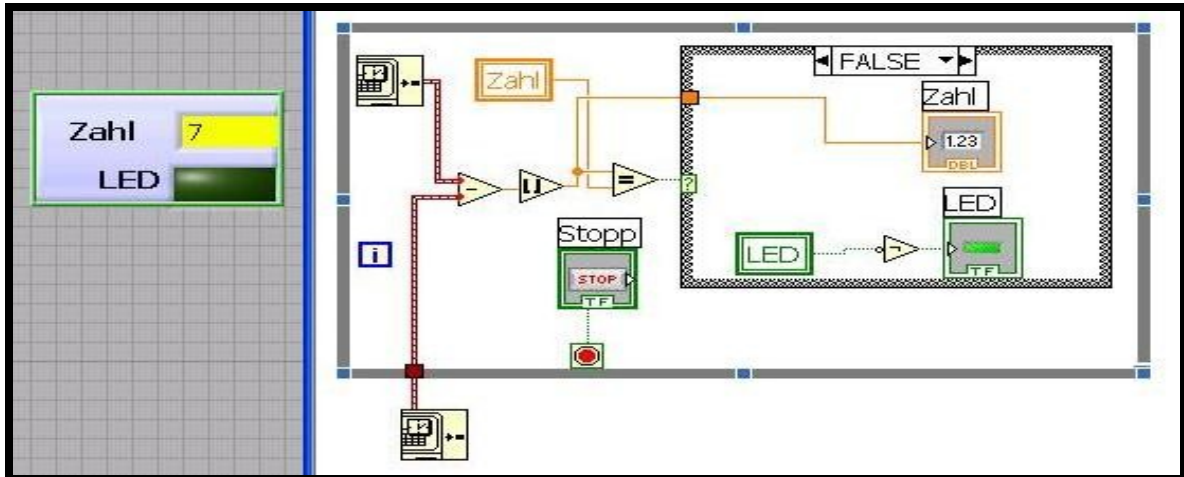 Zahl 7
LED
Zahl
FALSE
Zahl
1.23
DBL
=
i
Stopp
STOP
TF
?
LED
LED
TF